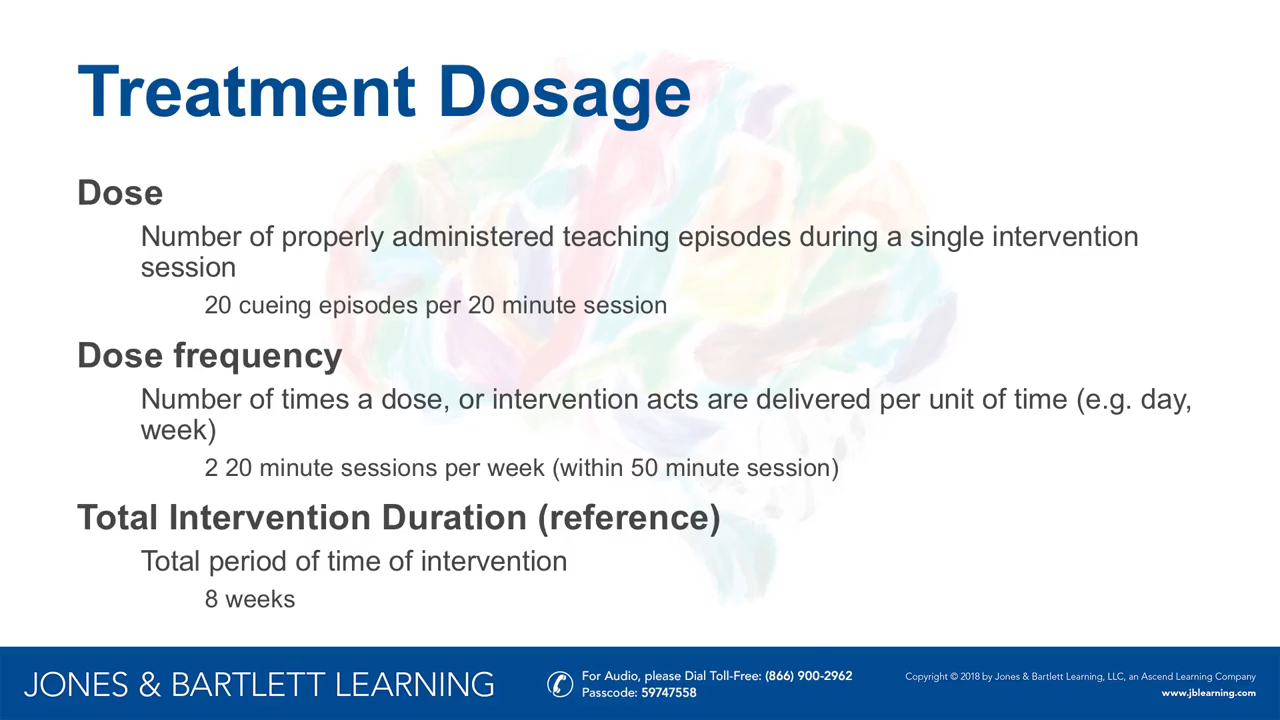 Treatment Dosage
Dose
Number of properly administered teaching episodes during a single intervention
session
20 cueing episodes per 20 minute session
Dose frequency
Number of times a dose, or intervention acts are delivered per unit of time (e.g. day,
week)
2 20 minute sessions per week (within 50 minute session)
Total Intervention Duration (reference)
Total period of time of intervention
8 weeks
JONES & BARTLETT LEARNING
For Audio, please Dial Toll-Free: (866) 900-2962
Passcode: 59747558
Copyright © 2018 by Jones & Bartlett Learning, LLC, an Ascend Learning Company
www.jblearning.com